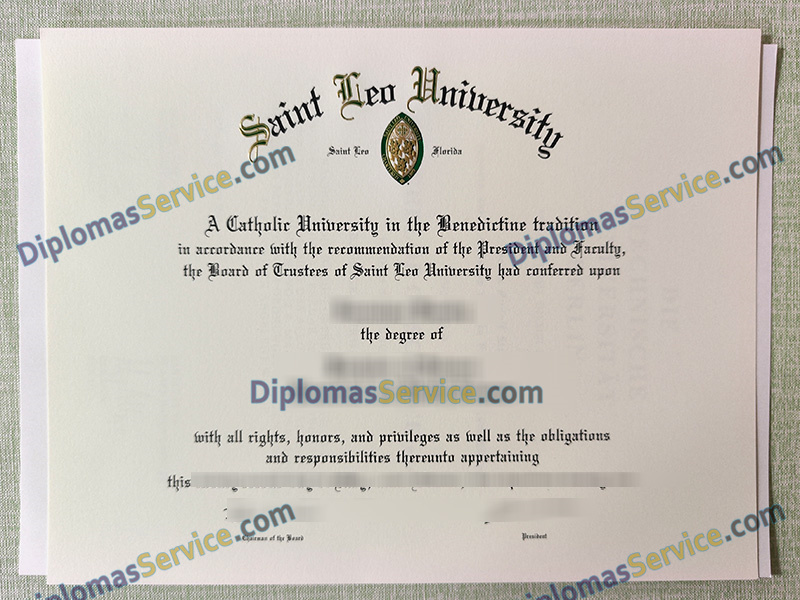 Saint Leo University
Saint Leo Florida
DiplomasService.com
DiplomasService.com
A Catholic University in the Benedictine tradition
in accordance with the recommendation of the President and Faculty,
the Board of Trustees of Saint Leo University had conferred upon
the degree of
DiplomasService.com
with all rights, honors, and privileges as well as the obligations
and responsibilities thereunto appertaining
this
Chairman of the Board President
DiplomasService.com
DiplomasService.com